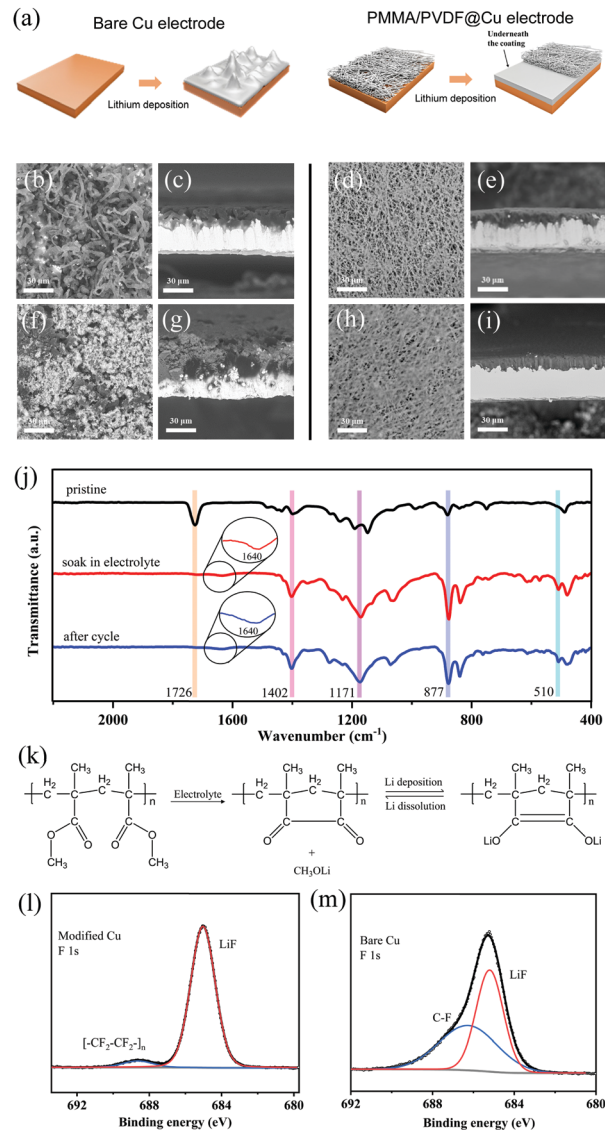 (a)
Bare Cu electrode
PMMA/PVDF@Cu electrode
Underneath
the coating
Lithium deposition
Lithium deposition
(b)
30 μm
(c)
30 μm
(d)
30 μm
(e)
30 μm
(f)
30 μm
(g)
30 μm
(h)
30 μm
(i)
30 μm
(j)
pristine
soak in electrolyte
after cycle
1640
1640
1726
1402
1171
877
510
Transmittance (a.u.)
2000 1600 1200 800 400
Wavenumber (cm⁻¹)
(k)
H₂
C
CH₃
H₂
C
CH₃
n
O
O
O
O
CH₃
CH₃
Electrolyte
H₂
C
CH₃
H₂
C
CH₃
n
O
O
+
CH₃OLi
Li deposition
Li dissolution
H₂
C
CH₃
H₂
C
CH₃
n
LiO
OLi
(l)
Modified Cu
F 1s
LiF
[-CF₂-CF₂-]ₙ
692 688 684 680
Binding energy (eV)
(m)
Bare Cu
F 1s
LiF
C-F
692 688 684 680
Binding energy (eV)